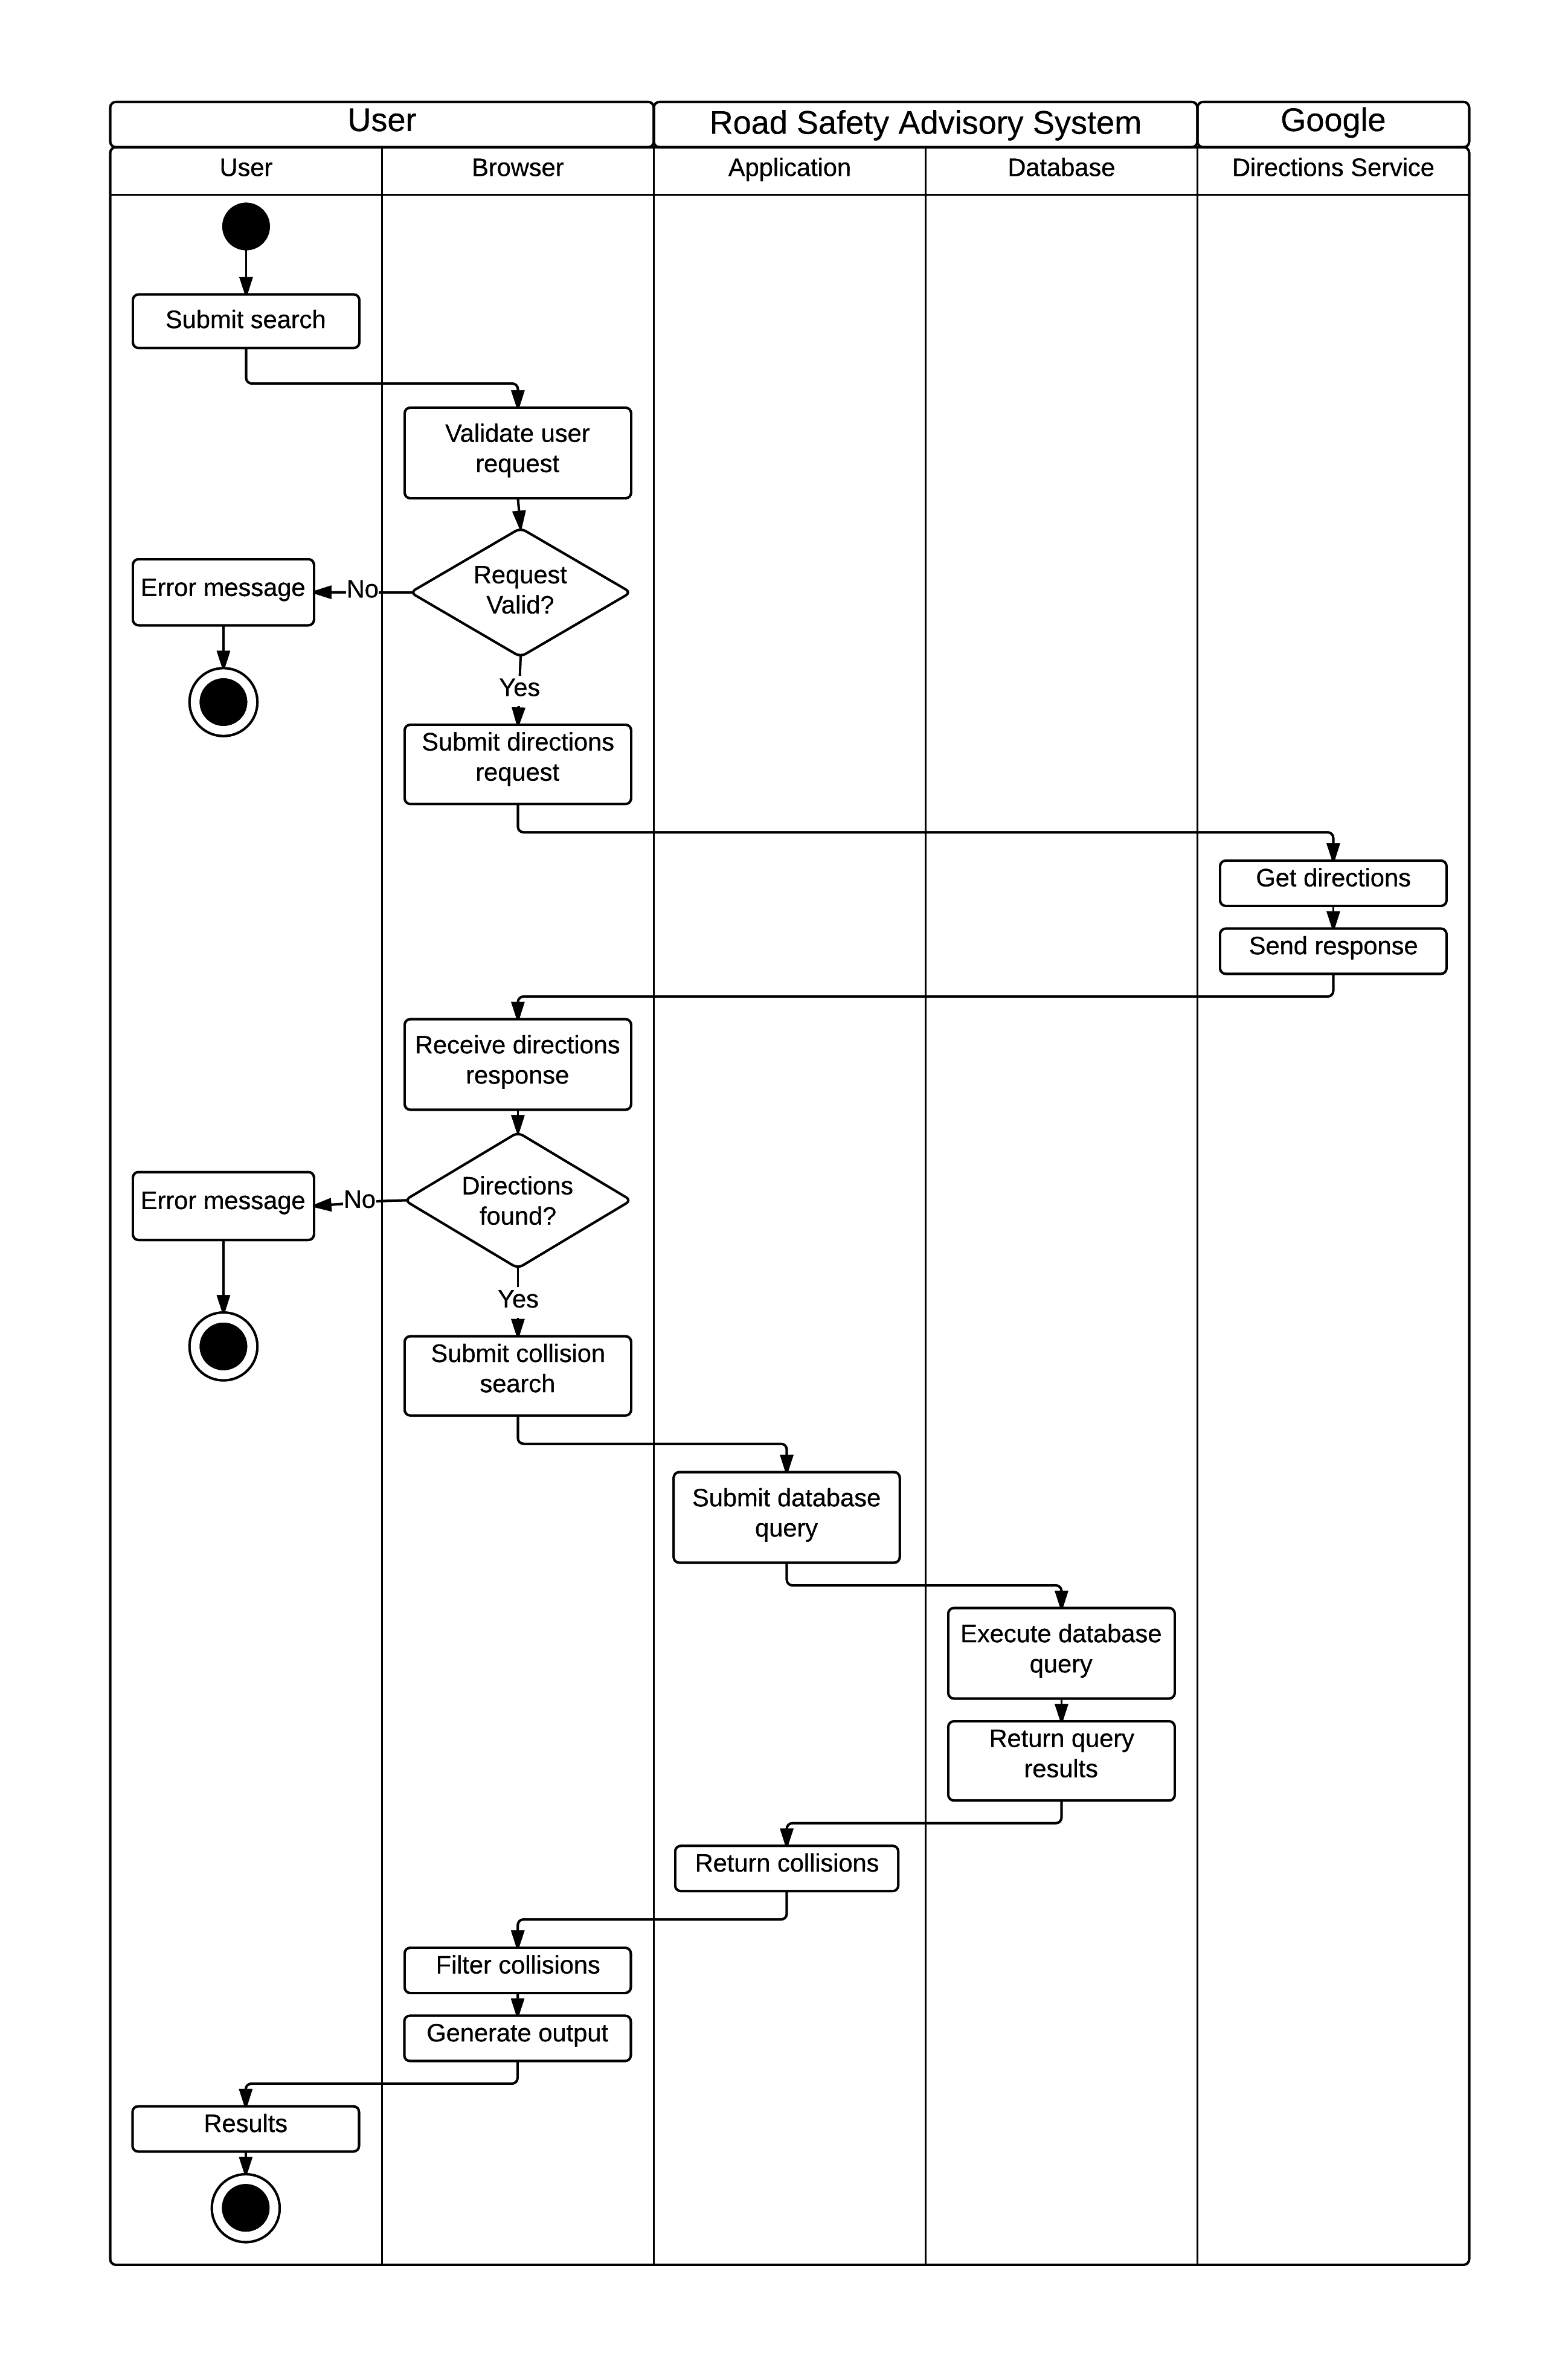 User
Road Safety Advisory System
Google
User
Browser
Application
Database
Directions Service
Submit search
Validate user
request
Request
Valid?
No
Error message
Yes
Submit directions
request
Get directions
Send response
Receive directions
response
Directions
found?
No
Error message
Yes
Submit collision
search
Submit database
query
Execute database
query
Return query
results
Return collisions
Filter collisions
Generate output
Results